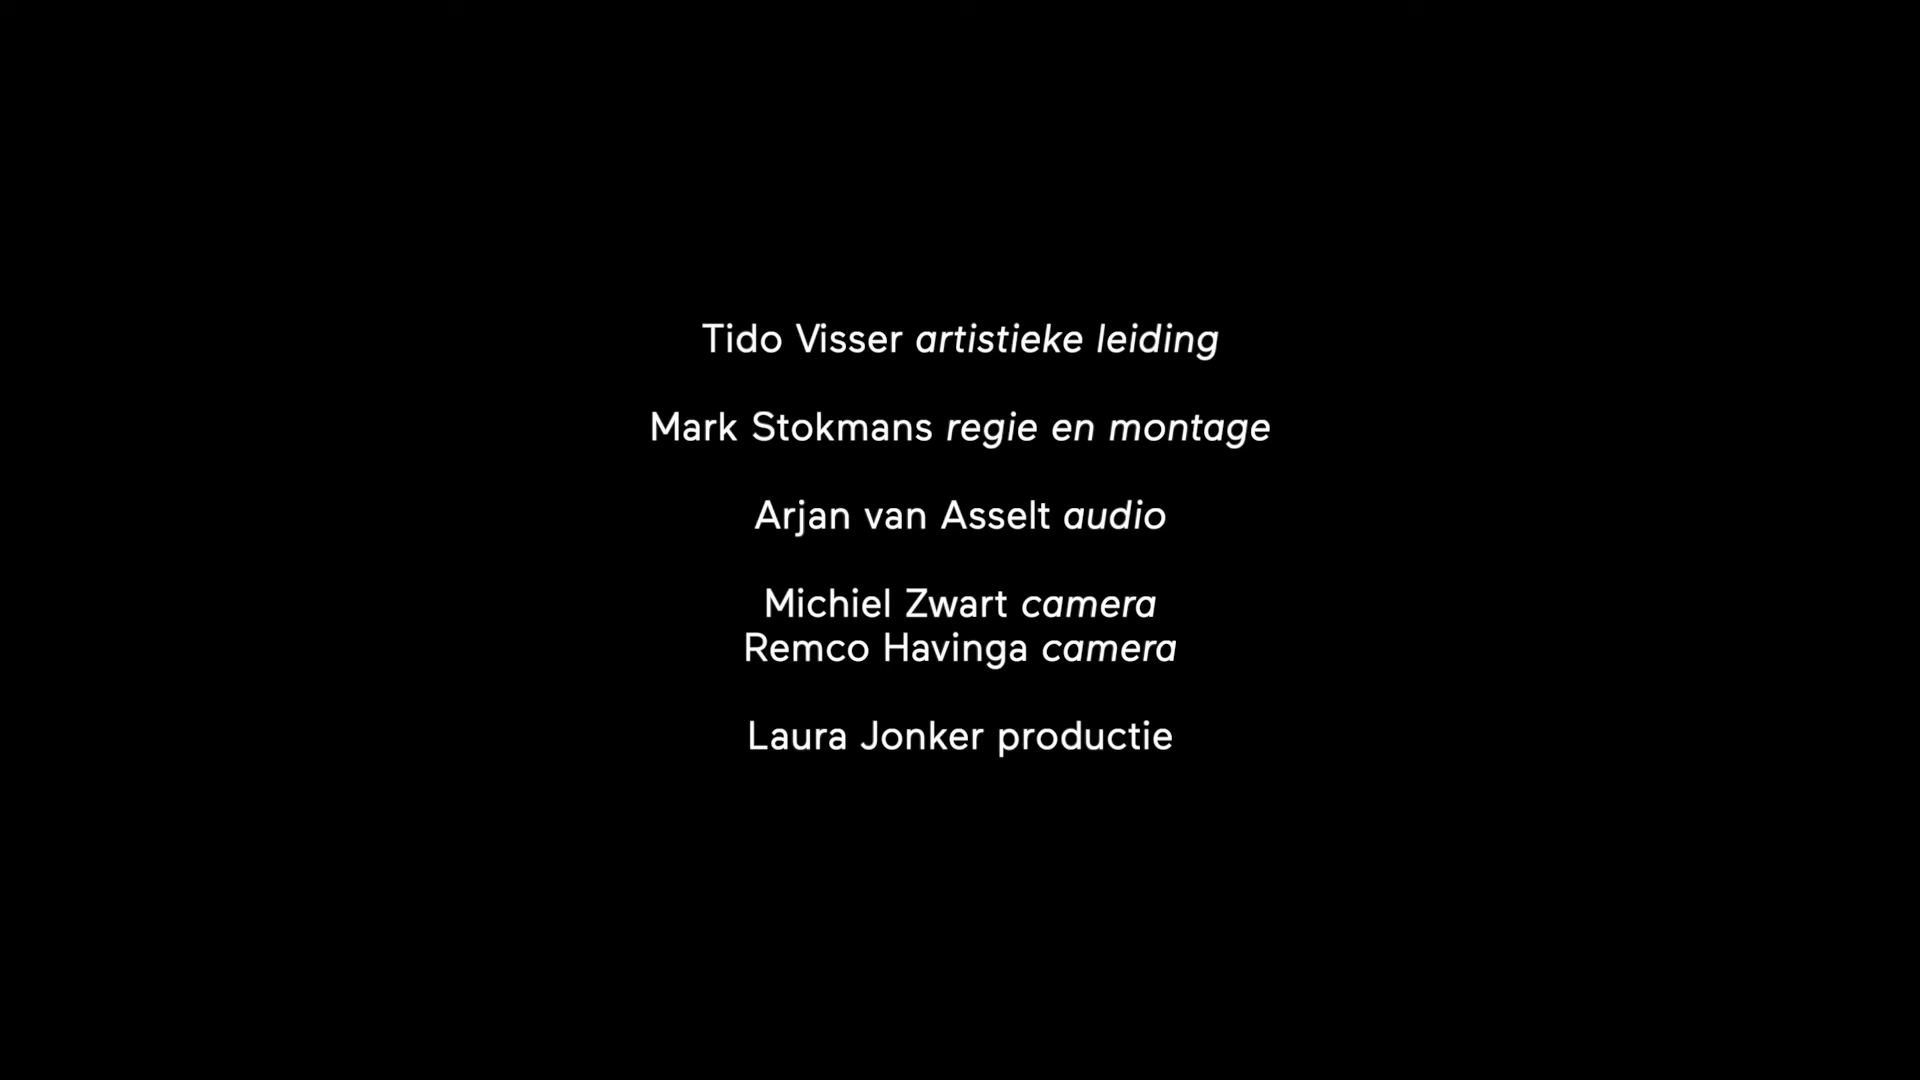 Tido Visser artistieke leiding
Mark Stokmans regie en montage
Arjan van Asselt audio
Michiel Zwart camera
Remco Havinga camera
Laura Jonker productie